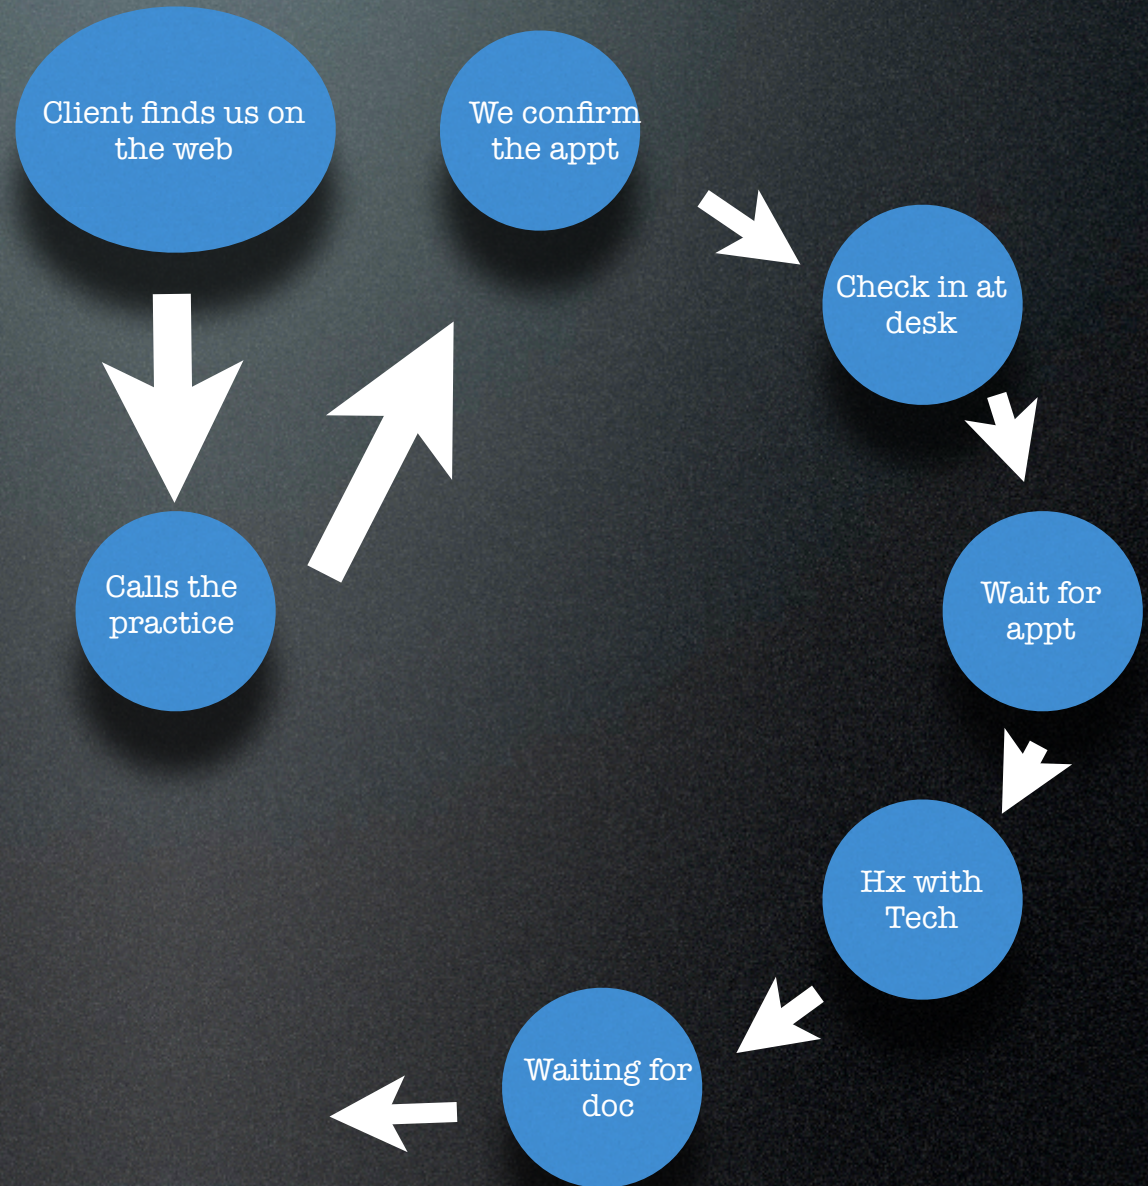 Client finds us on
the web
Calls the
practice
We confirm
the appt
Check in at
desk
Wait for
appt
Hx with
Tech
Waiting for
doc